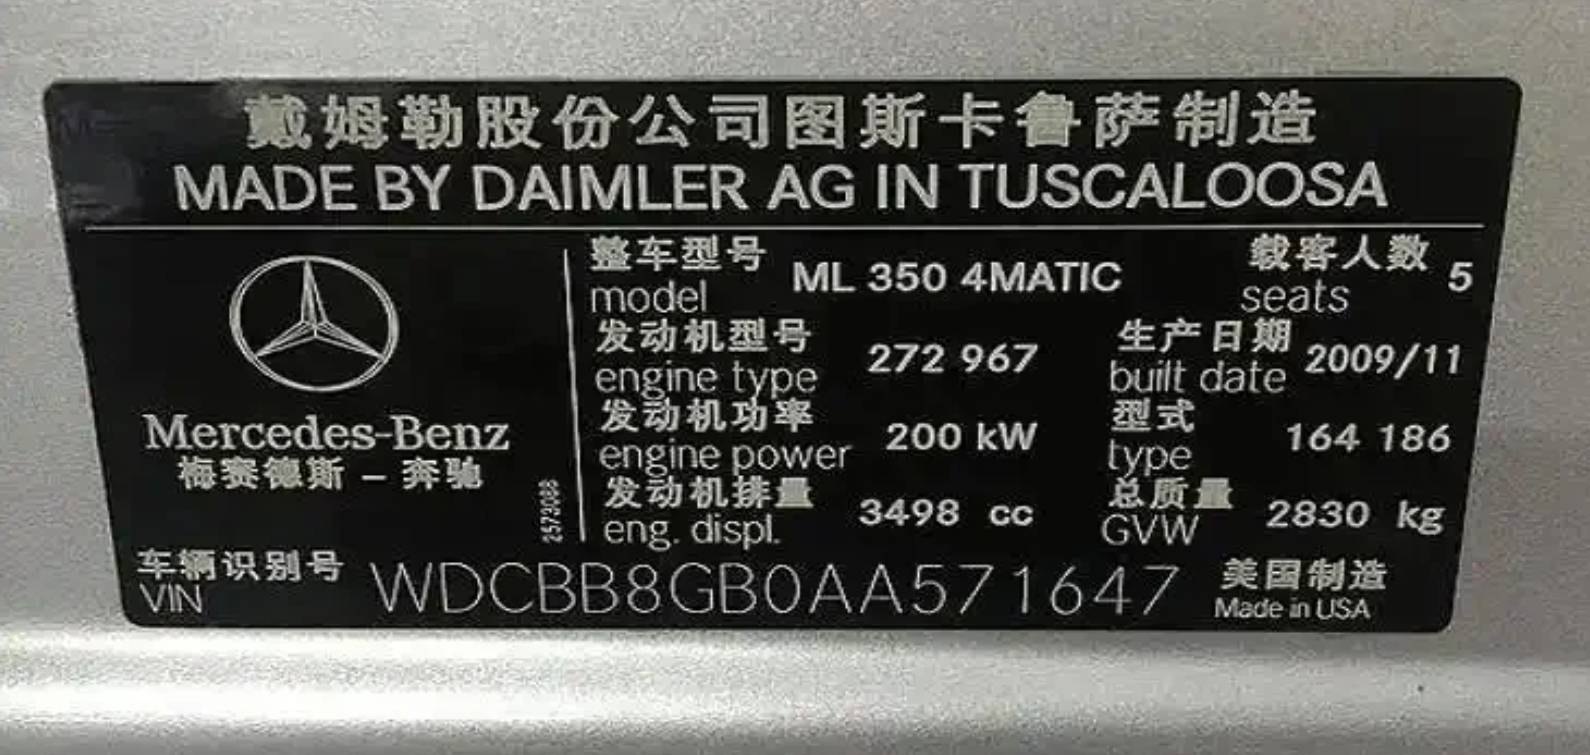 戴姆勒股份公司图斯卡鲁萨制造
MADE BY DAIMLER AG IN TUSCALOOSA
Mercedes-Benz
梅赛德斯－奔驰
2573088
整车型号 ML 350 4MATIC 载客人数 5
model seats
发动机型号 272 967 生产日期 2009/11
engine type built date
发动机功率 200 kW 型式 164 186
engine power type
发动机排量 3498 cc 总质量 2830 kg
eng. displ. GVW
车辆识别号 WDCBB8GB0AA571647 美国制造
VIN Made in USA